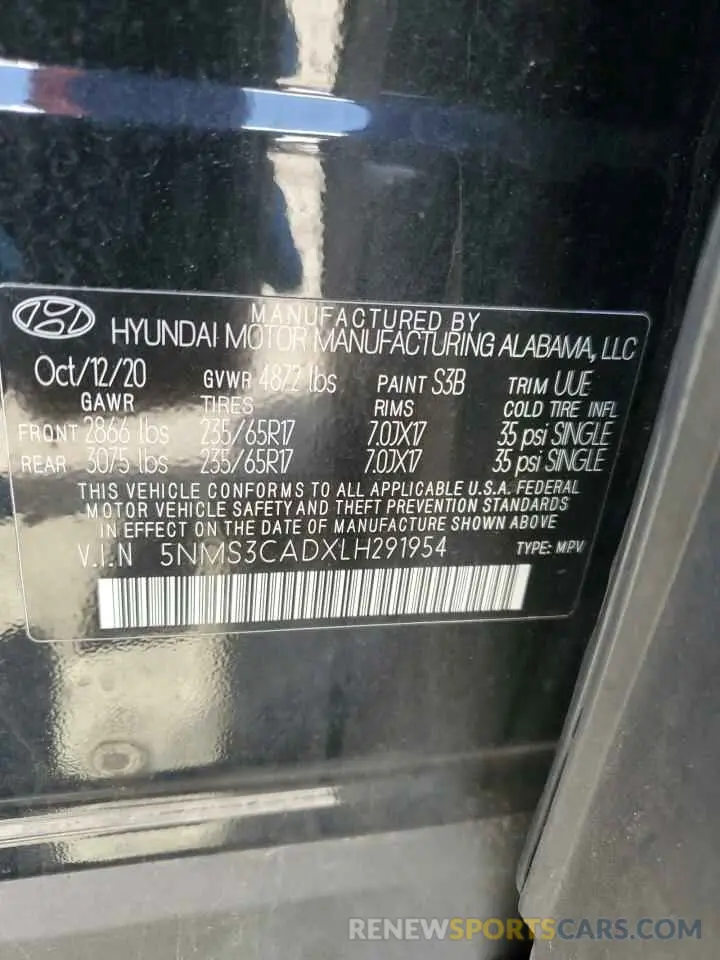 MANUFACTURED BY
HYUNDAI MOTOR MANUFACTURING ALABAMA, LLC
Oct/12/20 GVWR 4872 lbs PAINT S3B TRIM UUE
GAWR TIRES RIMS COLD TIRE INFL
FRONT 2866 lbs 235/65R17 7.0JX17 35 psi SINGLE
REAR 3075 lbs 235/65R17 7.0JX17 35 psi SINGLE
THIS VEHICLE CONFORMS TO ALL APPLICABLE U.S.A. FEDERAL
MOTOR VEHICLE SAFETY AND THEFT PREVENTION STANDARDS
IN EFFECT ON THE DATE OF MANUFACTURE SHOWN ABOVE
V.I.N 5NMS3CADXLH291954 TYPE: MPV
RENEWSPORTSCARS.COM